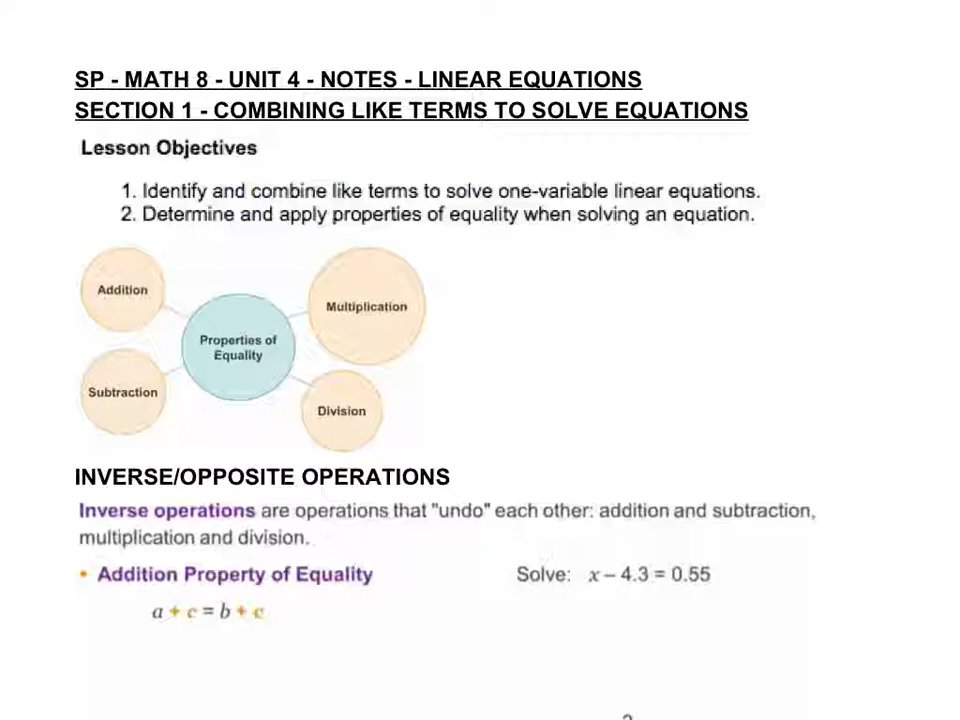 SP - MATH 8 - UNIT 4 - NOTES - LINEAR EQUATIONS
SECTION 1 - COMBINING LIKE TERMS TO SOLVE EQUATIONS
Lesson Objectives
1. Identify and combine like terms to solve one-variable linear equations.
2. Determine and apply properties of equality when solving an equation.
Addition
Multiplication
Properties of
Equality
Subtraction
Division
INVERSE/OPPOSITE OPERATIONS
Inverse operations are operations that "undo" each other: addition and subtraction,
multiplication and division.
• Addition Property of Equality
Solve: x – 4.3 = 0.55
a + c = b + c